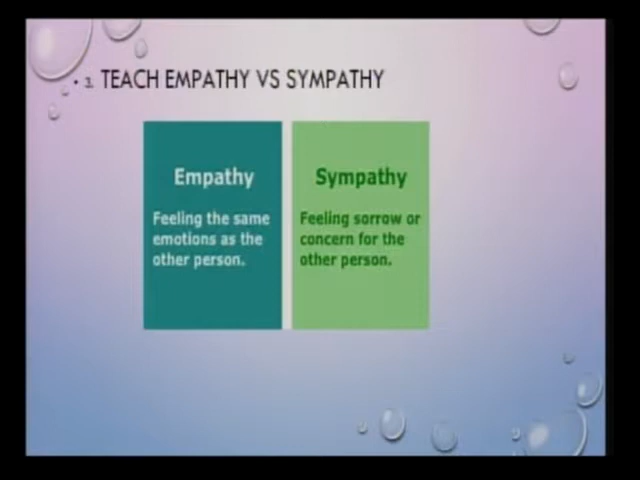 • 3. TEACH EMPATHY VS SYMPATHY
Empathy
Feeling the same
emotions as the
other person.
Sympathy
Feeling sorrow or
concern for the
other person.